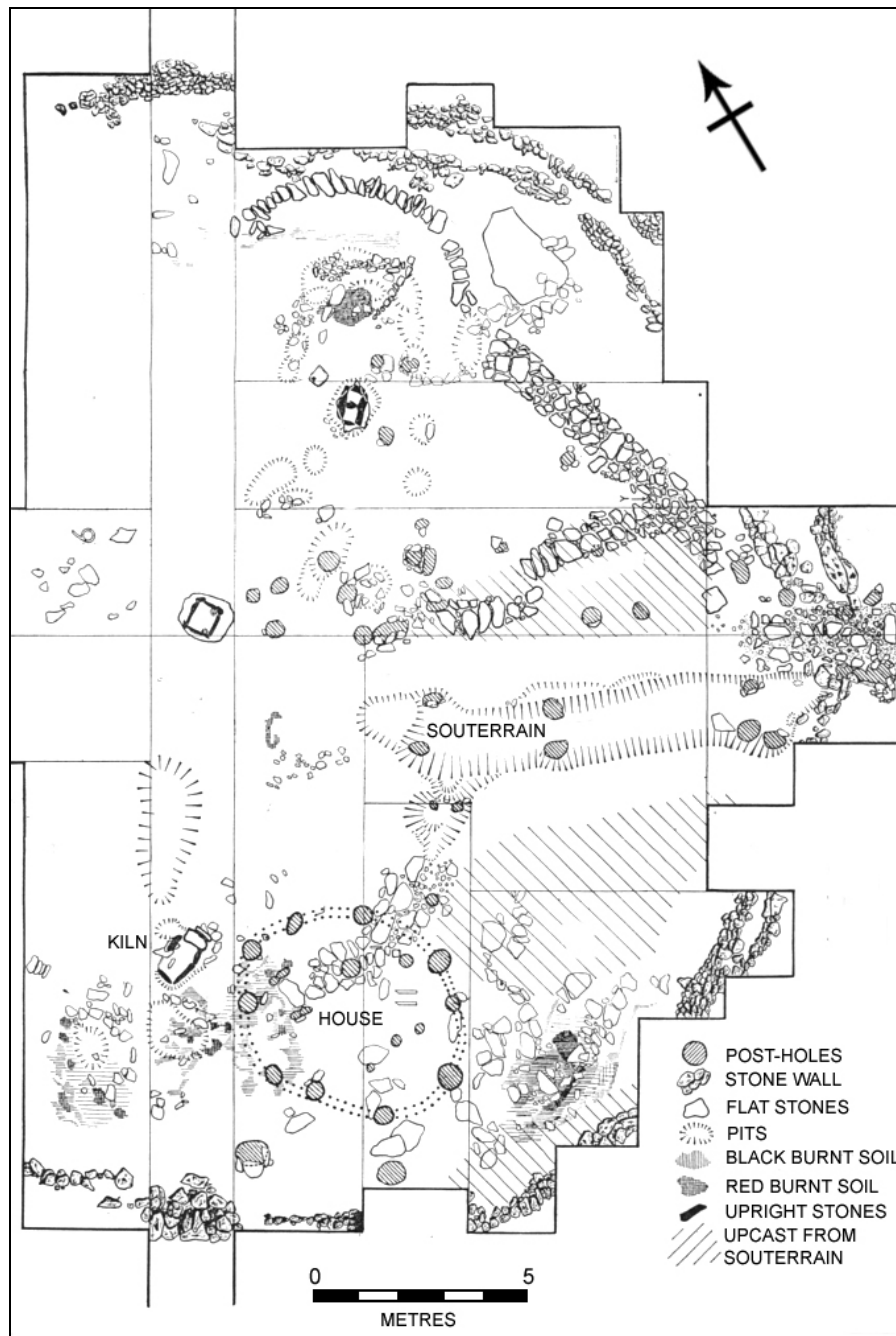 SOUTERRAIN
KILN
HOUSE
POST-HOLES
STONE WALL
FLAT STONES
PITS
BLACK BURNT SOIL
RED BURNT SOIL
UPRIGHT STONES
UPCAST FROM
SOUTERRAIN
0 5
METRES